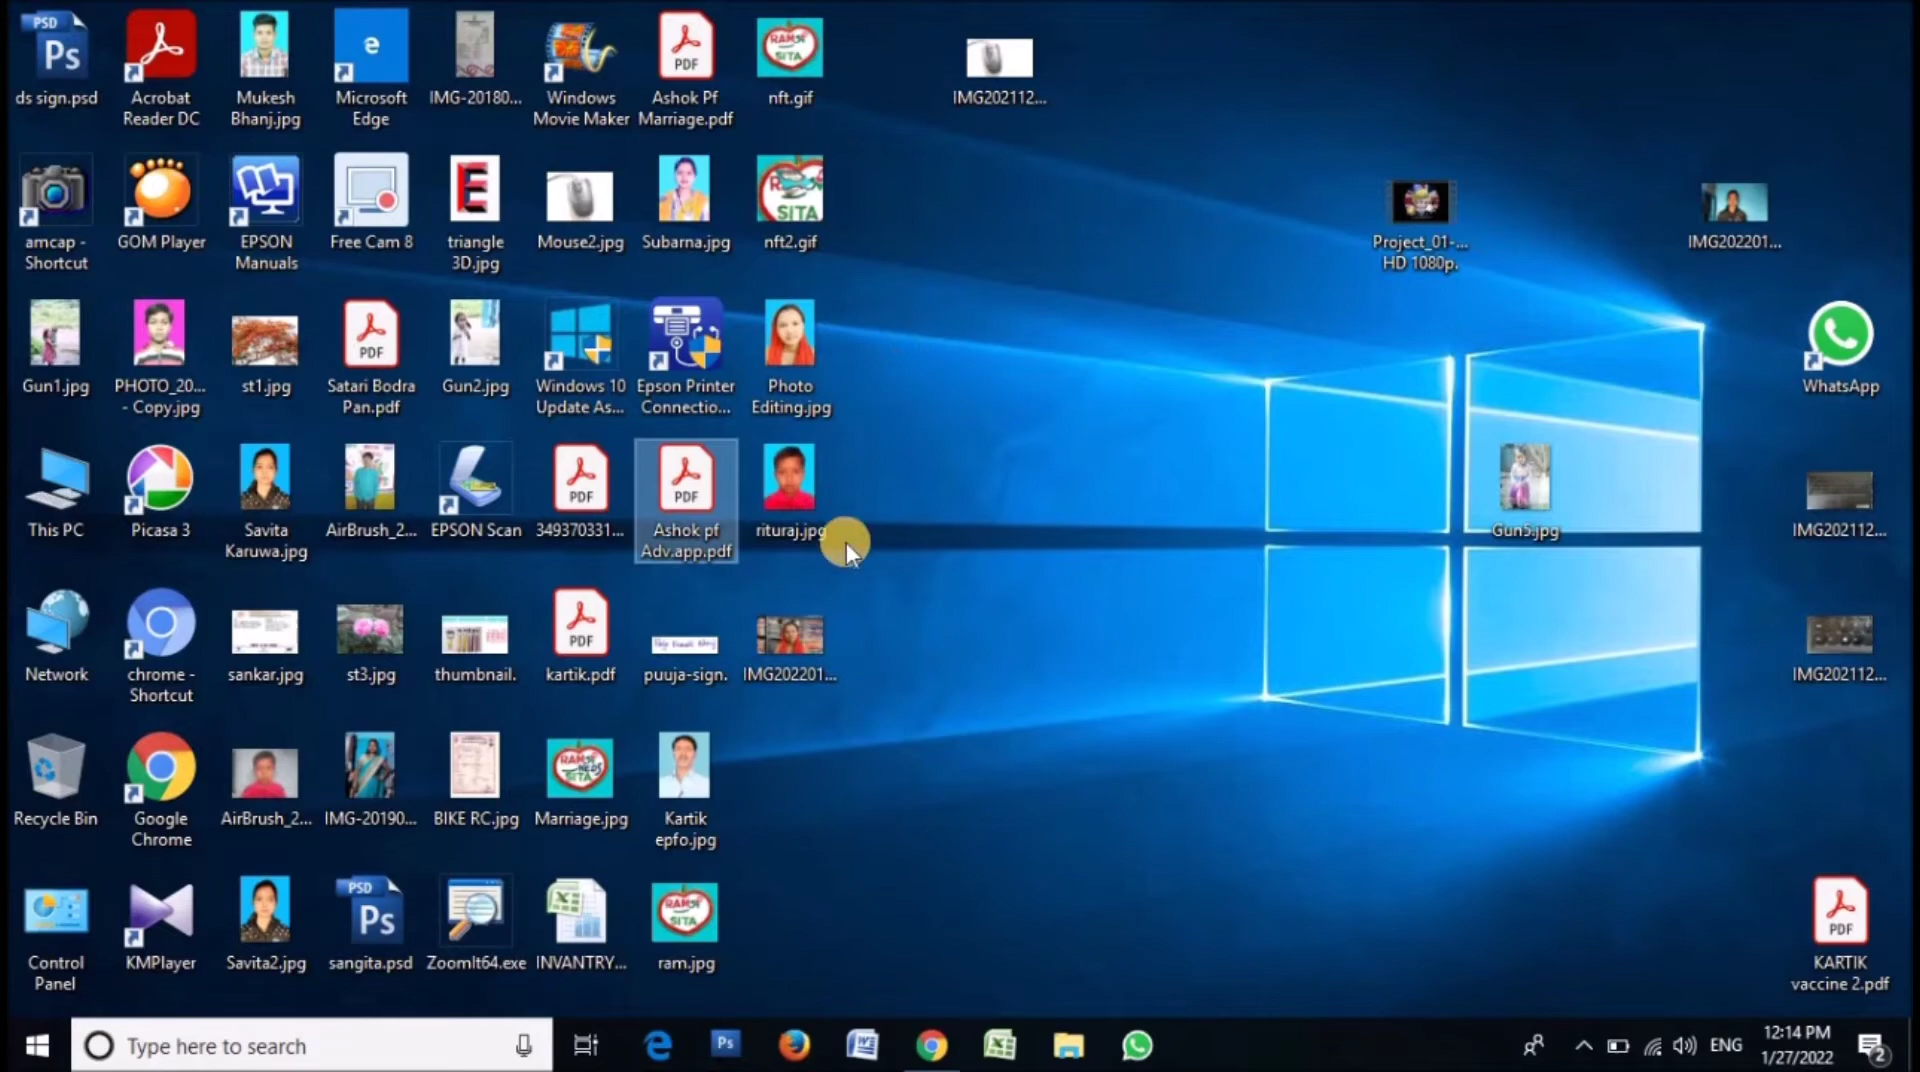 ds sign.psd
Acrobat
Reader DC
Mukesh
Bhanj.jpg
Microsoft
Edge
IMG-20180...
Windows
Movie Maker
PDF
Ashok Pf
Marriage.pdf
nft.gif
IMG202112...
amcap -
Shortcut
GOM Player
EPSON
Manuals
Free Cam 8
triangle
3D.jpg
Mouse2.jpg
Subarna.jpg
nft2.gif
Project_01-...
HD 1080p.
IMG202201...
Gun1.jpg
PHOTO_20...
- Copy.jpg
st1.jpg
PDF
Satari Bodra
Pan.pdf
Gun2.jpg
Windows 10
Update As...
Epson Printer
Connectio...
Photo
Editing.jpg
WhatsApp
This PC
Picasa 3
Savita
Karuwa.jpg
AirBrush_2...
EPSON Scan
PDF
349370331...
PDF
Ashok pf
Adv.app.pdf
rituraj.jpg
Gun5.jpg
IMG202112...
Network
chrome -
Shortcut
sankar.jpg
st3.jpg
thumbnail.
PDF
kartik.pdf
puuja-sign.
IMG202201...
IMG202112...
Recycle Bin
Google
Chrome
AirBrush_2...
IMG-20190...
BIKE RC.jpg
Marriage.jpg
Kartik
epfo.jpg
Control
Panel
KMPlayer
Savita2.jpg
PSD
Ps
sangita.psd
ZoomIt64.exe
INVANTRY...
ram.jpg
PDF
KARTIK
vaccine 2.pdf
Type here to search
Ps
ENG
12:14 PM
1/27/2022
2